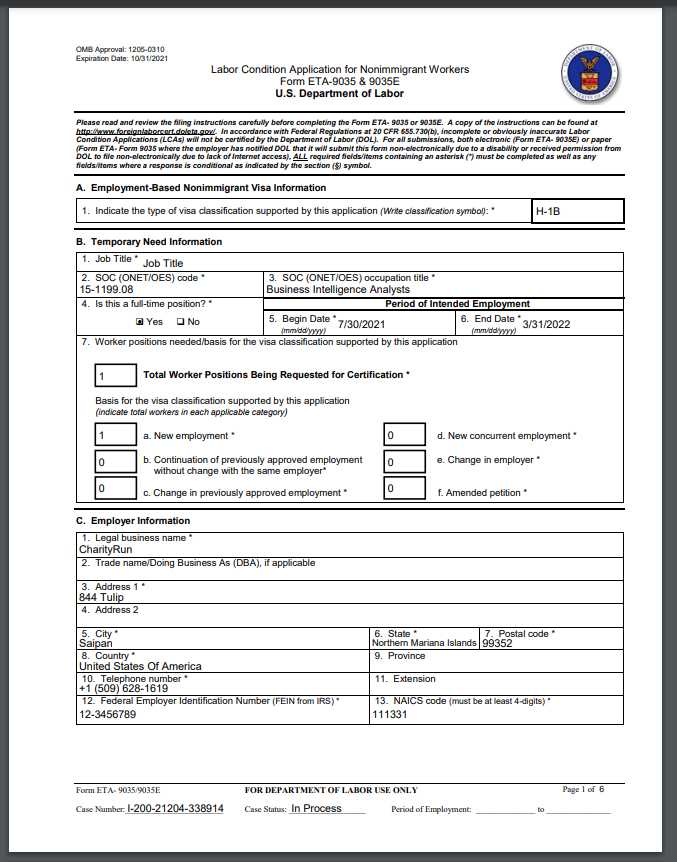 OMB Approval: 1205-0310
Expiration Date: 10/31/2021
Labor Condition Application for Nonimmigrant Workers
Form ETA-9035 & 9035E
U.S. Department of Labor
Please read and review the filing instructions carefully before completing the Form ETA- 9035 or 9035E. A copy of the instructions can be found at
http://www.foreignlaborcert.doleta.gov/. In accordance with Federal Regulations at 20 CFR 655.730(b), incomplete or obviously inaccurate Labor
Condition Applications (LCAs) will not be certified by the Department of Labor (DOL). For all submissions, both electronic (Form ETA- 9035E) or paper
(Form ETA- Form 9035 where the employer has notified DOL that it will submit this form non-electronically due to a disability or received permission from
DOL to file non-electronically due to lack of Internet access), ALL required fields/items containing an asterisk (*) must be completed as well as any
fields/items where a response is conditional as indicated by the section (§) symbol.
A. Employment-Based Nonimmigrant Visa Information
1. Indicate the type of visa classification supported by this application (Write classification symbol): * H-1B
B. Temporary Need Information
1. Job Title * Job Title
2. SOC (ONET/OES) code * 3. SOC (ONET/OES) occupation title *
15-1199.08 Business Intelligence Analysts
4. Is this a full-time position? * Period of Intended Employment
Yes No 5. Begin Date * 7/30/2021 6. End Date * 3/31/2022
(mm/dd/yyyy) (mm/dd/yyyy)
7. Worker positions needed/basis for the visa classification supported by this application
1 Total Worker Positions Being Requested for Certification *
Basis for the visa classification supported by this application
(indicate total workers in each applicable category)
1 a. New employment * 0 d. New concurrent employment *
0 b. Continuation of previously approved employment 0 e. Change in employer *
without change with the same employer*
0 c. Change in previously approved employment * 0 f. Amended petition *
C. Employer Information
1. Legal business name *
CharityRun
2. Trade name/Doing Business As (DBA), if applicable
3. Address 1 *
844 Tulip
4. Address 2
5. City * 6. State * 7. Postal code *
Saipan Northern Mariana Islands 99352
8. Country * 9. Province
United States Of America
10. Telephone number * 11. Extension
+1 (509) 628-1619
12. Federal Employer Identification Number (FEIN from IRS) * 13. NAICS code (must be at least 4-digits) *
12-3456789 111331
Form ETA- 9035/9035E FOR DEPARTMENT OF LABOR USE ONLY Page 1 of 6
Case Number: I-200-21204-338914 Case Status: In Process Period of Employment: ____________ to ____________